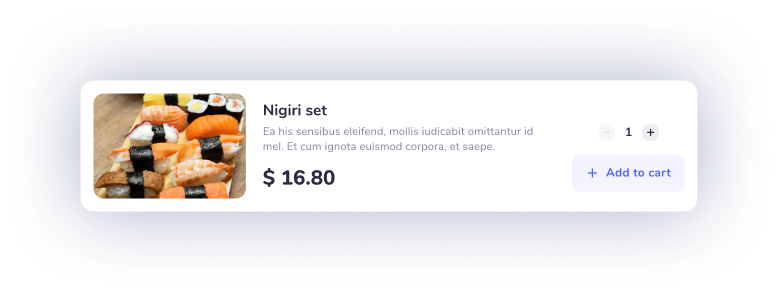 Nigiri set
Ea his sensibus eleifend, mollis iudicabit omittantur id
mel. Et cum ignota euismod corpora, et saepe.
$ 16.80
− 1 +
+ Add to cart